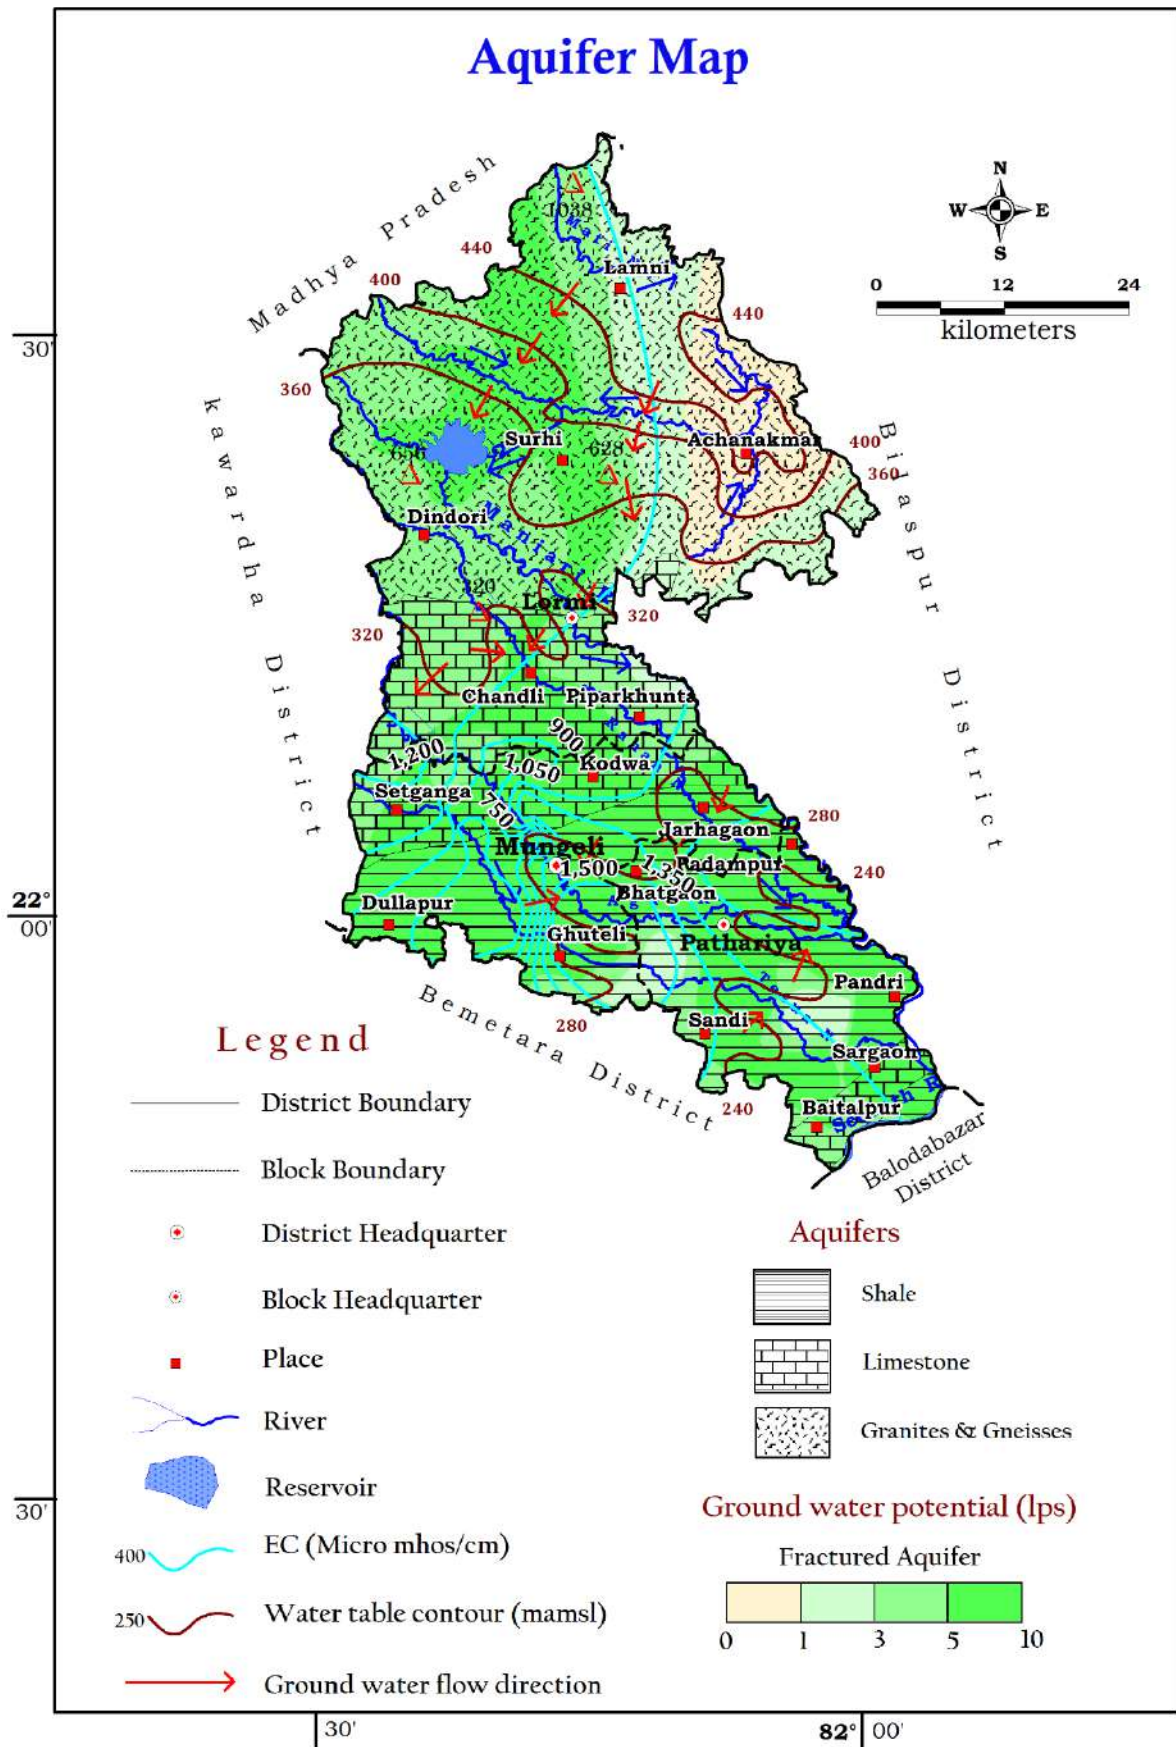 Aquifer Map
Madhya Pradesh
N
W E
S
0 12 24
kilometers
30'
1038
Lamni
440
400
440
360
Surhi
628
Achanakmar
400
360
kawardha District
Bilaspur District
Dindori
Maniari R
320
Lormi
320
320
Chandli
Piparkhunta
900
1,200
1,050
Kodwa
Setganga
750
280
Jarhagaon
Mungeli
1,500
1,350
Radampur
240
Bhatgaon
22°
00'
Dullapur
Ghuteli
Pathariya
Pandri
Bemetara District
280
Sandi
Sargaon
240
Baitalpur
Balodabazar
District
Legend
District Boundary
Block Boundary
District Headquarter
Block Headquarter
Place
River
Reservoir
400 EC (Micro mhos/cm)
250 Water table contour (mamsl)
Ground water flow direction
Aquifers
Shale
Limestone
Granites & Gneisses
Ground water potential (lps)
Fractured Aquifer
0 1 3 5 10
30'
30'
82° 00'